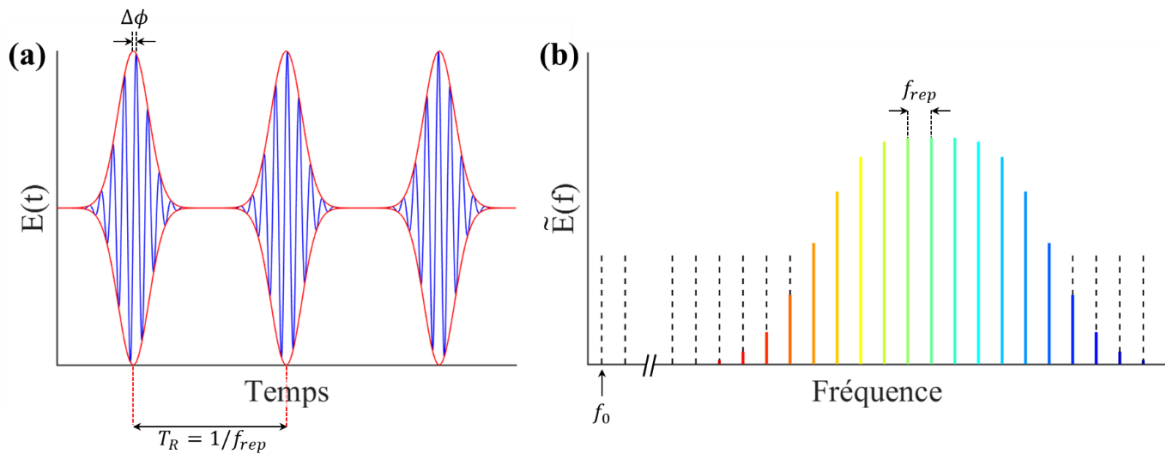 (a)
Δϕ
E(t)
Temps
T_R = 1/f_rep
(b)
f_rep
Ẽ(f)
Fréquence
f_0